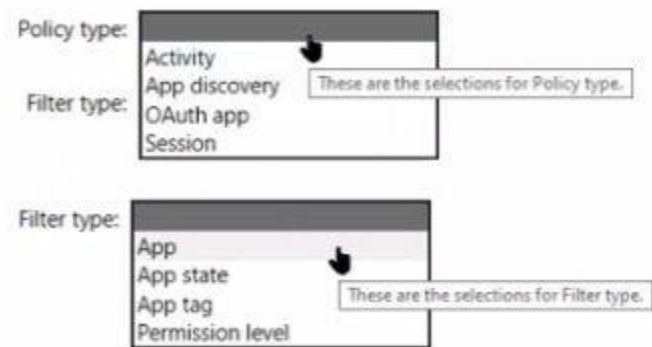 Policy type:
Activity
App discovery
These are the selections for Policy type.
Filter type:
OAuth app
Session
Filter type:
App
App state
These are the selections for Filter type.
App tag
Permission level